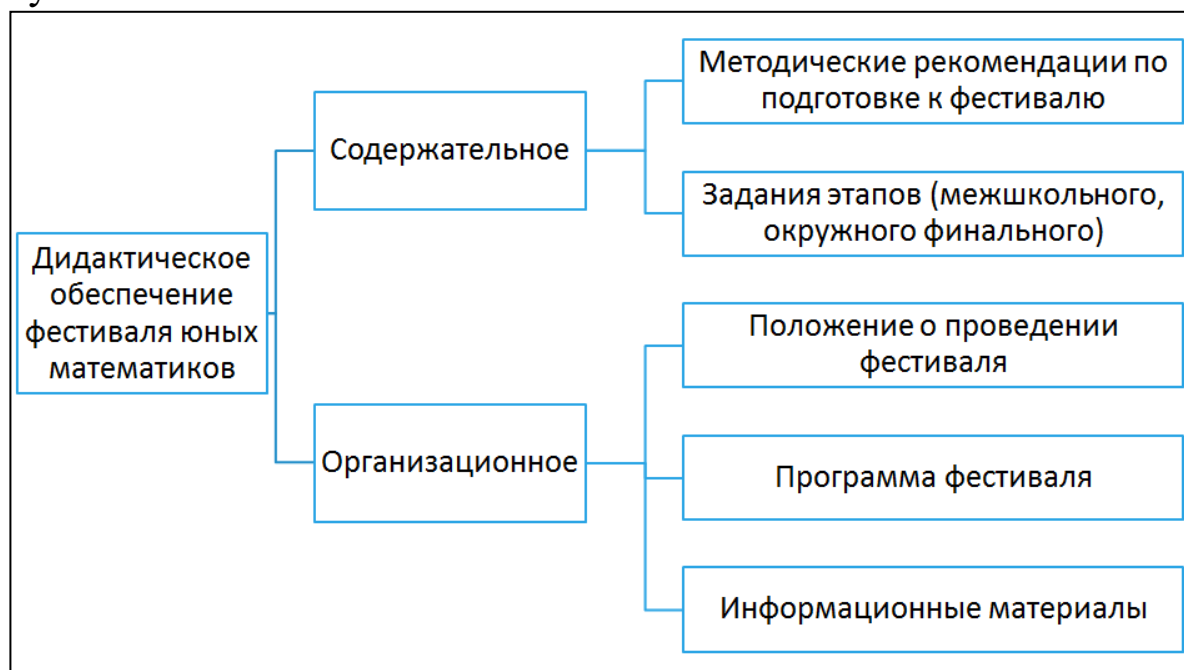 Дидактическое
обеспечение
фестиваля юных
математиков
Содержательное
Методические рекомендации по
подготовке к фестивалю
Задания этапов (межшкольного,
окружного финального)
Организационное
Положение о проведении
фестиваля
Программа фестиваля
Информационные материалы